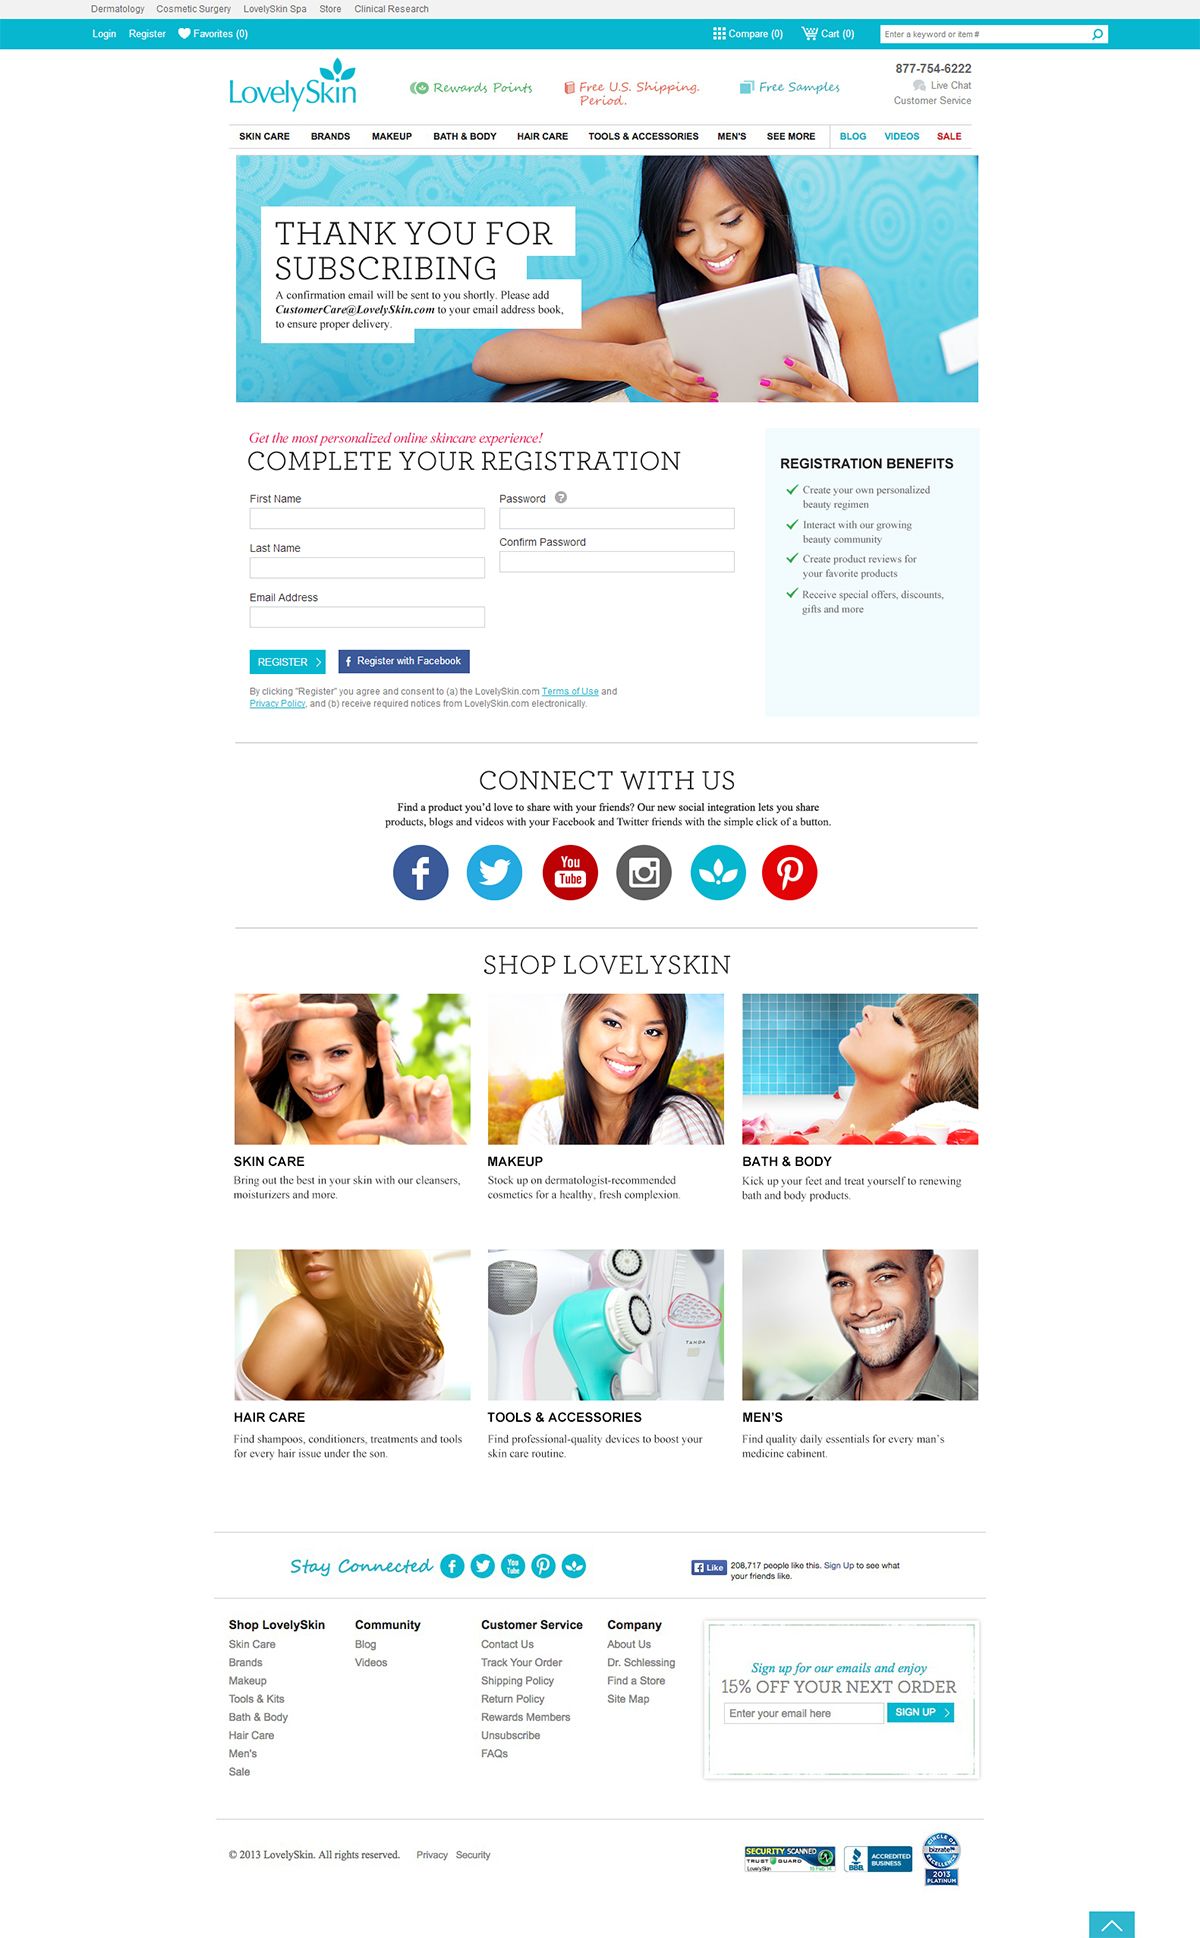 Dermatology Cosmetic Surgery LovelySkin Spa Store Clinical Research
Login Register Favorites (0) Compare (0) Cart (0) Enter a keyword or item #
LovelySkin
Rewards Points
Free U.S. Shipping.
Period.
Free Samples
877-754-6222
Live Chat
Customer Service
SKIN CARE BRANDS MAKEUP BATH & BODY HAIR CARE TOOLS & ACCESSORIES MEN'S SEE MORE BLOG VIDEOS SALE
THANK YOU FOR
SUBSCRIBING
A confirmation email will be sent to you shortly. Please add
CustomerCare@LovelySkin.com to your email address book,
to ensure proper delivery.
Get the most personalized online skincare experience!
COMPLETE YOUR REGISTRATION
First Name
Last Name
Email Address
Password ?
Confirm Password
REGISTER
f Register with Facebook
By clicking "Register" you agree and consent to (a) the LovelySkin.com Terms of Use and
Privacy Policy, and (b) receive required notices from LovelySkin.com electronically.
REGISTRATION BENEFITS
Create your own personalized
beauty regimen
Interact with our growing
beauty community
Create product reviews for
your favorite products
Receive special offers, discounts,
gifts and more
CONNECT WITH US
Find a product you'd love to share with your friends? Our new social integration lets you share
products, blogs and videos with your Facebook and Twitter friends with the simple click of a button.
You
Tube
SHOP LOVELYSKIN
SKIN CARE
Bring out the best in your skin with our cleansers,
moisturizers and more.
MAKEUP
Stock up on dermatologist-recommended
cosmetics for a healthy, fresh complexion.
BATH & BODY
Kick up your feet and treat yourself to renewing
bath and body products.
TANDA
HAIR CARE
Find shampoos, conditioners, treatments and tools
for every hair issue under the son.
TOOLS & ACCESSORIES
Find professional-quality devices to boost your
skin care routine.
MEN'S
Find quality daily essentials for every man's
medicine cabinent.
Stay Connected
You
Tube
Like 208,717 people like this. Sign Up to see what
your friends like.
Shop LovelySkin
Skin Care
Brands
Makeup
Tools & Kits
Bath & Body
Hair Care
Men's
Sale
Community
Blog
Videos
Customer Service
Contact Us
Track Your Order
Shipping Policy
Return Policy
Rewards Members
Unsubscribe
FAQs
Company
About Us
Dr. Schlessing
Find a Store
Site Map
Sign up for our emails and enjoy
15% OFF YOUR NEXT ORDER
Enter your email here SIGN UP
© 2013 LovelySkin. All rights reserved. Privacy Security
SECURITY SCANNED
TRUST GUARD
LovelySkin
BBB
ACCREDITED
BUSINESS
CIRCLE OF
bizrate
EXCELLENCE
2013
PLATINUM